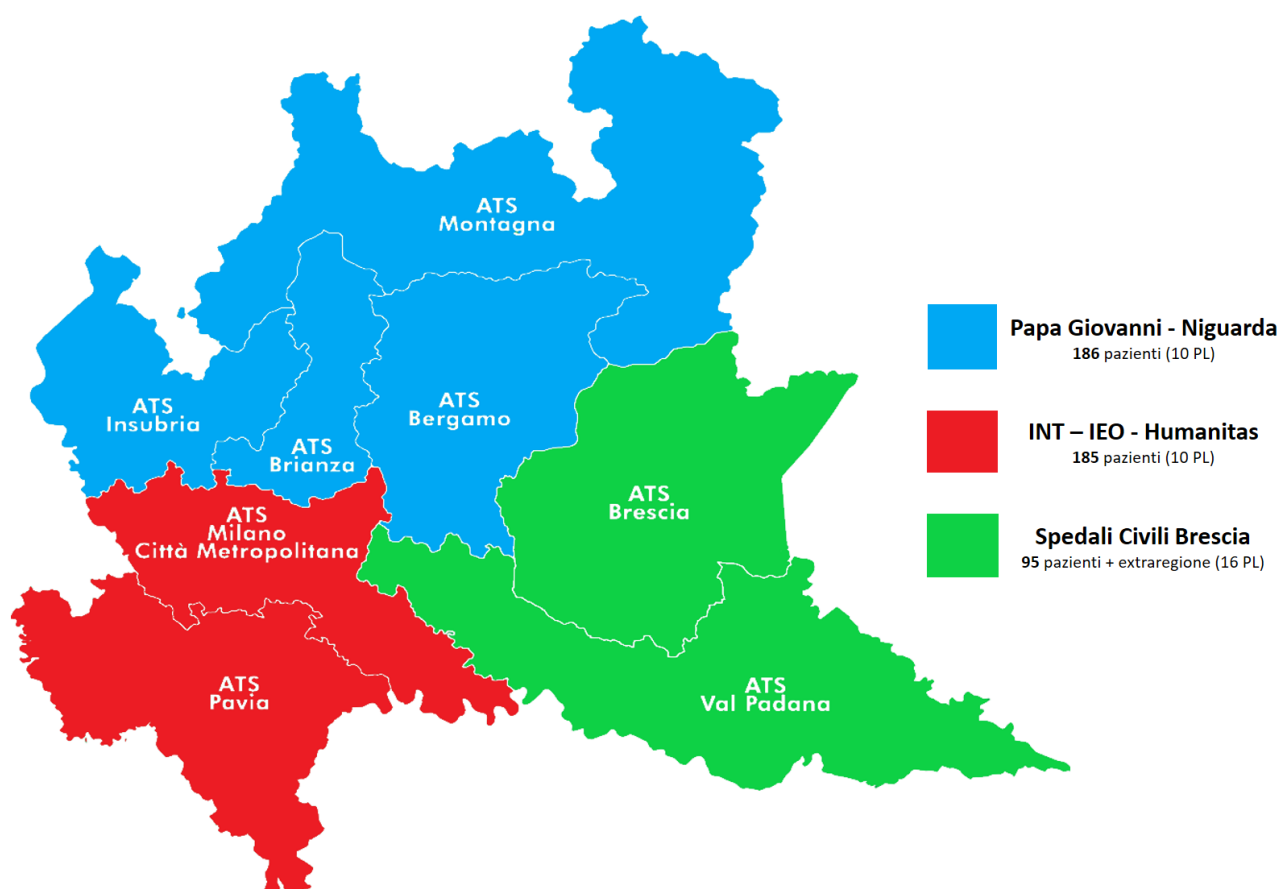 ATS
Montagna
ATS
Insubria
ATS
Bergamo
ATS
Brianza
ATS
Brescia
ATS
Milano
Città Metropolitana
ATS
Pavia
ATS
Val Padana
Papa Giovanni - Niguarda
186 pazienti (10 PL)
INT – IEO - Humanitas
185 pazienti (10 PL)
Spedali Civili Brescia
95 pazienti + extraregione (16 PL)